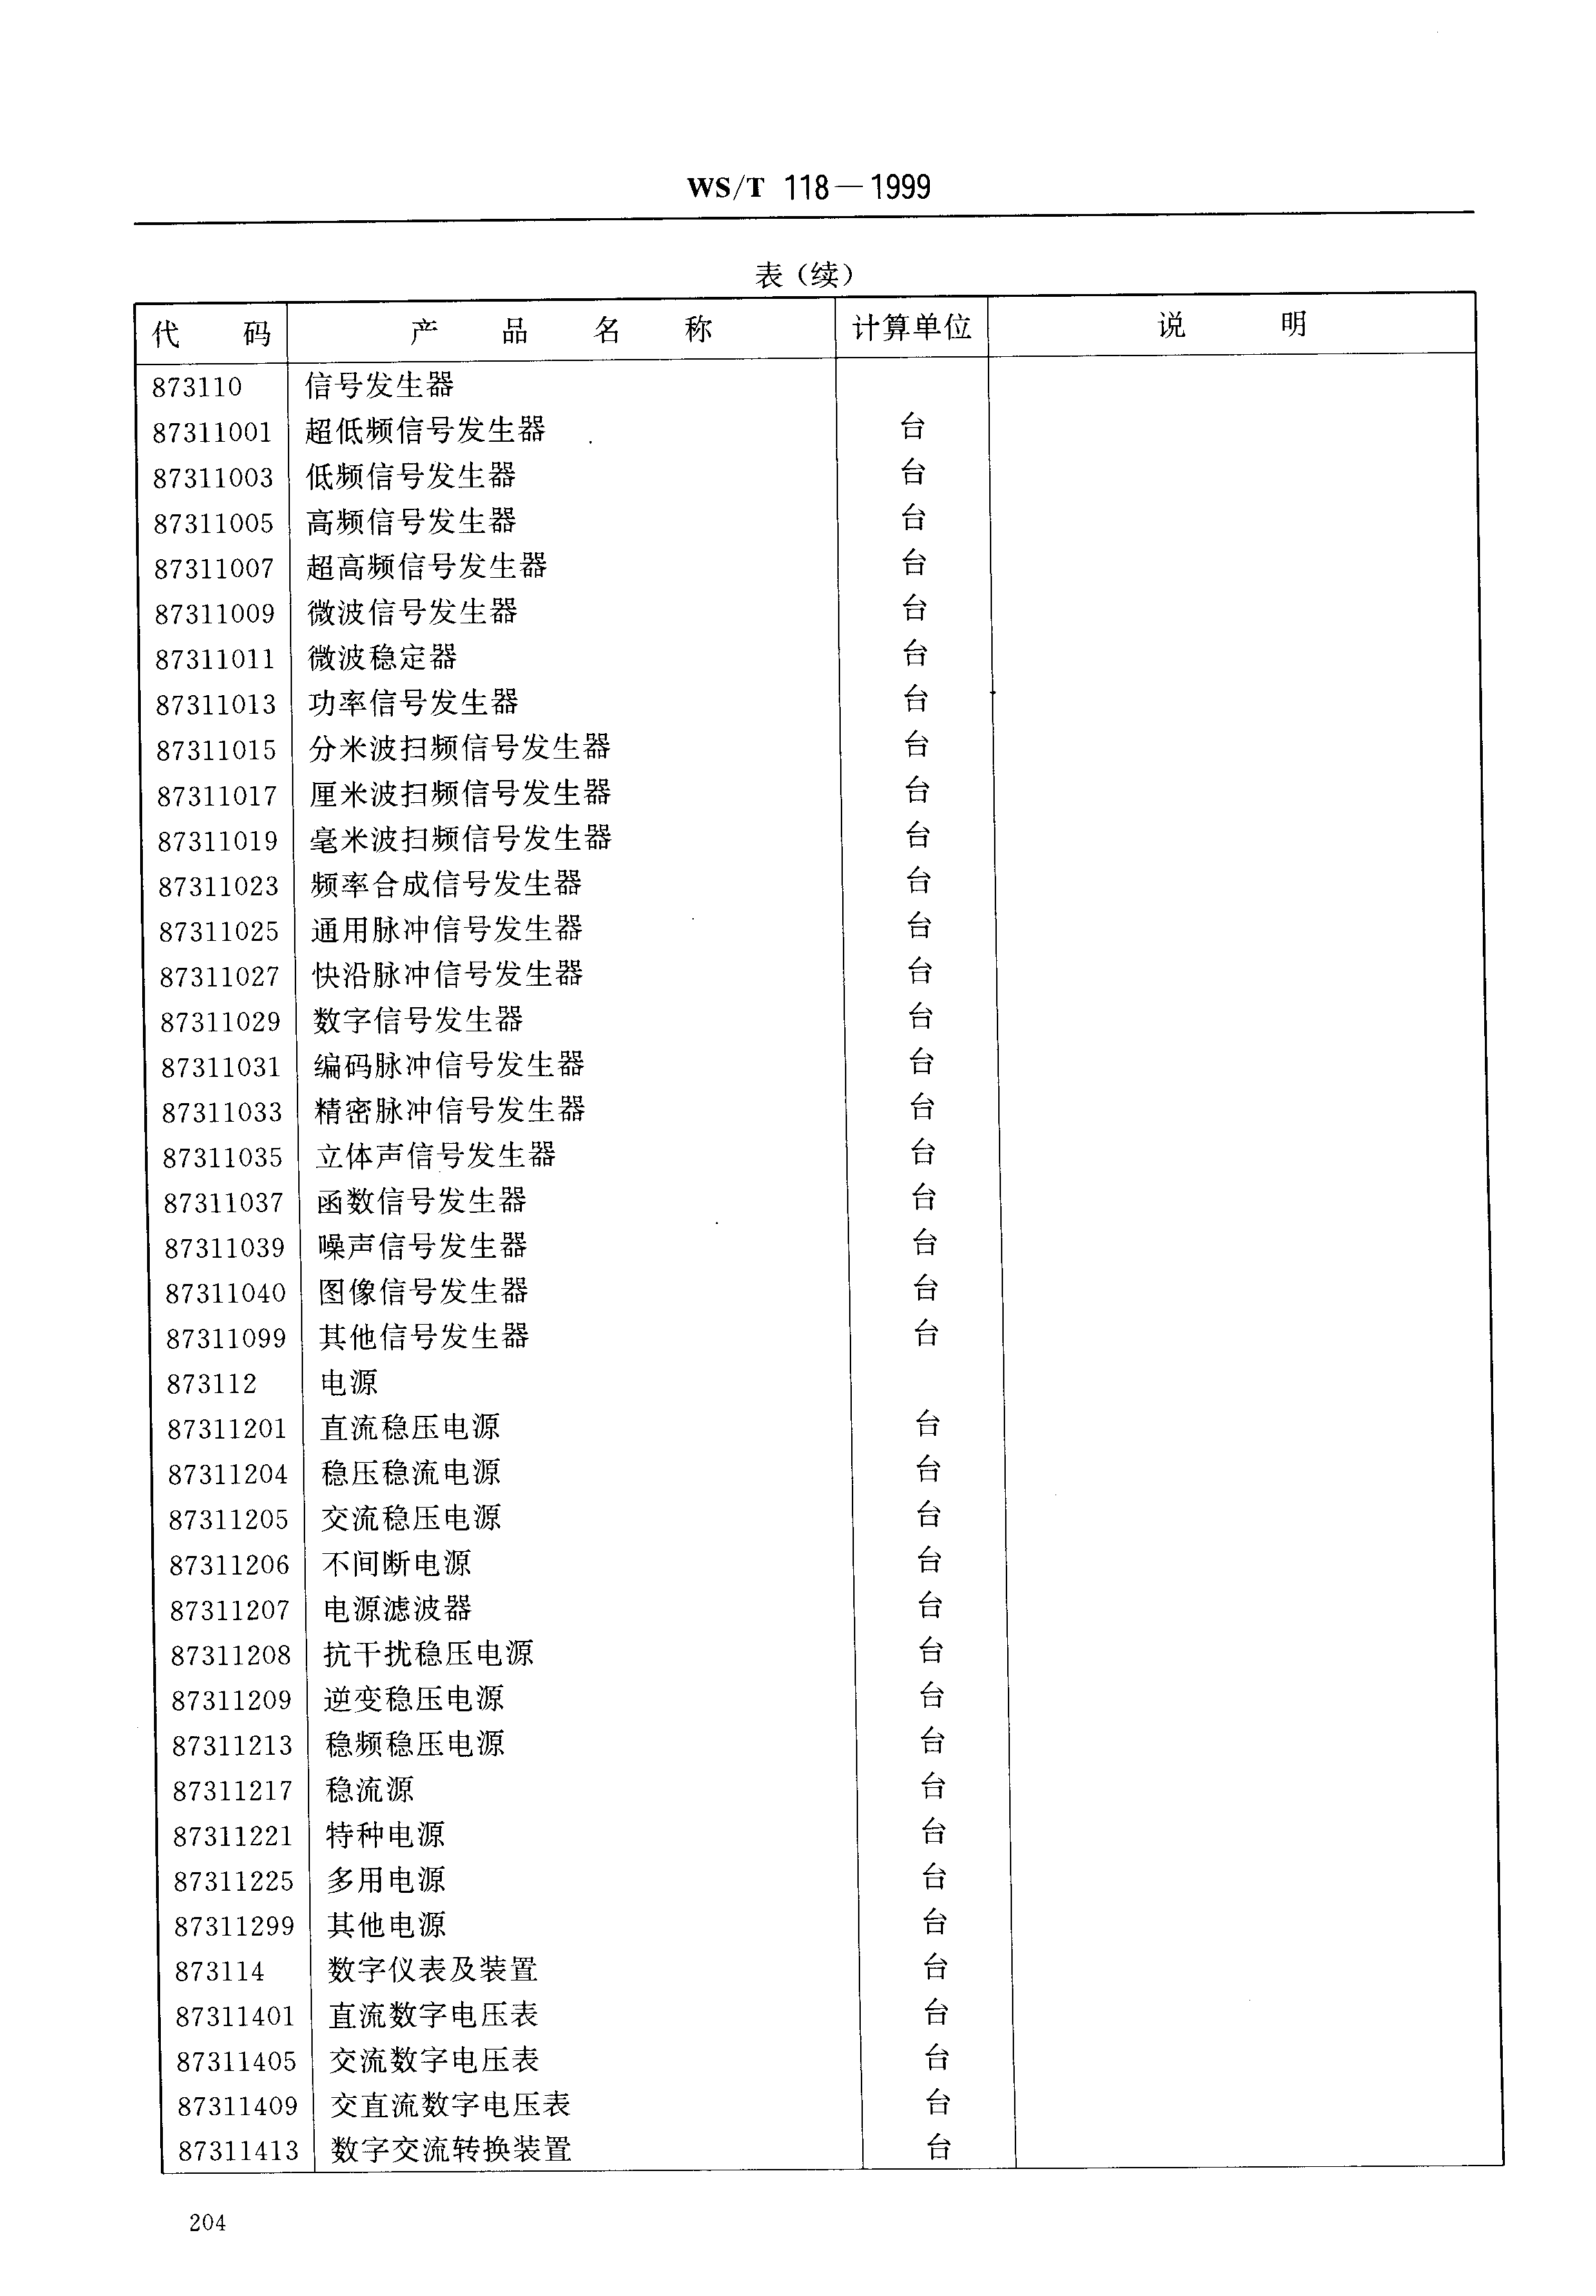 WS/T 118—1999
表（续）
代 码 产 品 名 称 计算单位 说 明
873110 信号发生器
87311001 超低频信号发生器 台
87311003 低频信号发生器 台
87311005 高频信号发生器 台
87311007 超高频信号发生器 台
87311009 微波信号发生器 台
87311011 微波稳定器 台
87311013 功率信号发生器 台
87311015 分米波扫频信号发生器 台
87311017 厘米波扫频信号发生器 台
87311019 毫米波扫频信号发生器 台
87311023 频率合成信号发生器 台
87311025 通用脉冲信号发生器 台
87311027 快沿脉冲信号发生器 台
87311029 数字信号发生器 台
87311031 编码脉冲信号发生器 台
87311033 精密脉冲信号发生器 台
87311035 立体声信号发生器 台
87311037 函数信号发生器 台
87311039 噪声信号发生器 台
87311040 图像信号发生器 台
87311099 其他信号发生器 台
873112 电源
87311201 直流稳压电源 台
87311204 稳压稳流电源 台
87311205 交流稳压电源 台
87311206 不间断电源 台
87311207 电源滤波器 台
87311208 抗干扰稳压电源 台
87311209 逆变稳压电源 台
87311213 稳频稳压电源 台
87311217 稳流源 台
87311221 特种电源 台
87311225 多用电源 台
87311299 其他电源 台
873114 数字仪表及装置 台
87311401 直流数字电压表 台
87311405 交流数字电压表 台
87311409 交直流数字电压表 台
87311413 数字交流转换装置 台
204